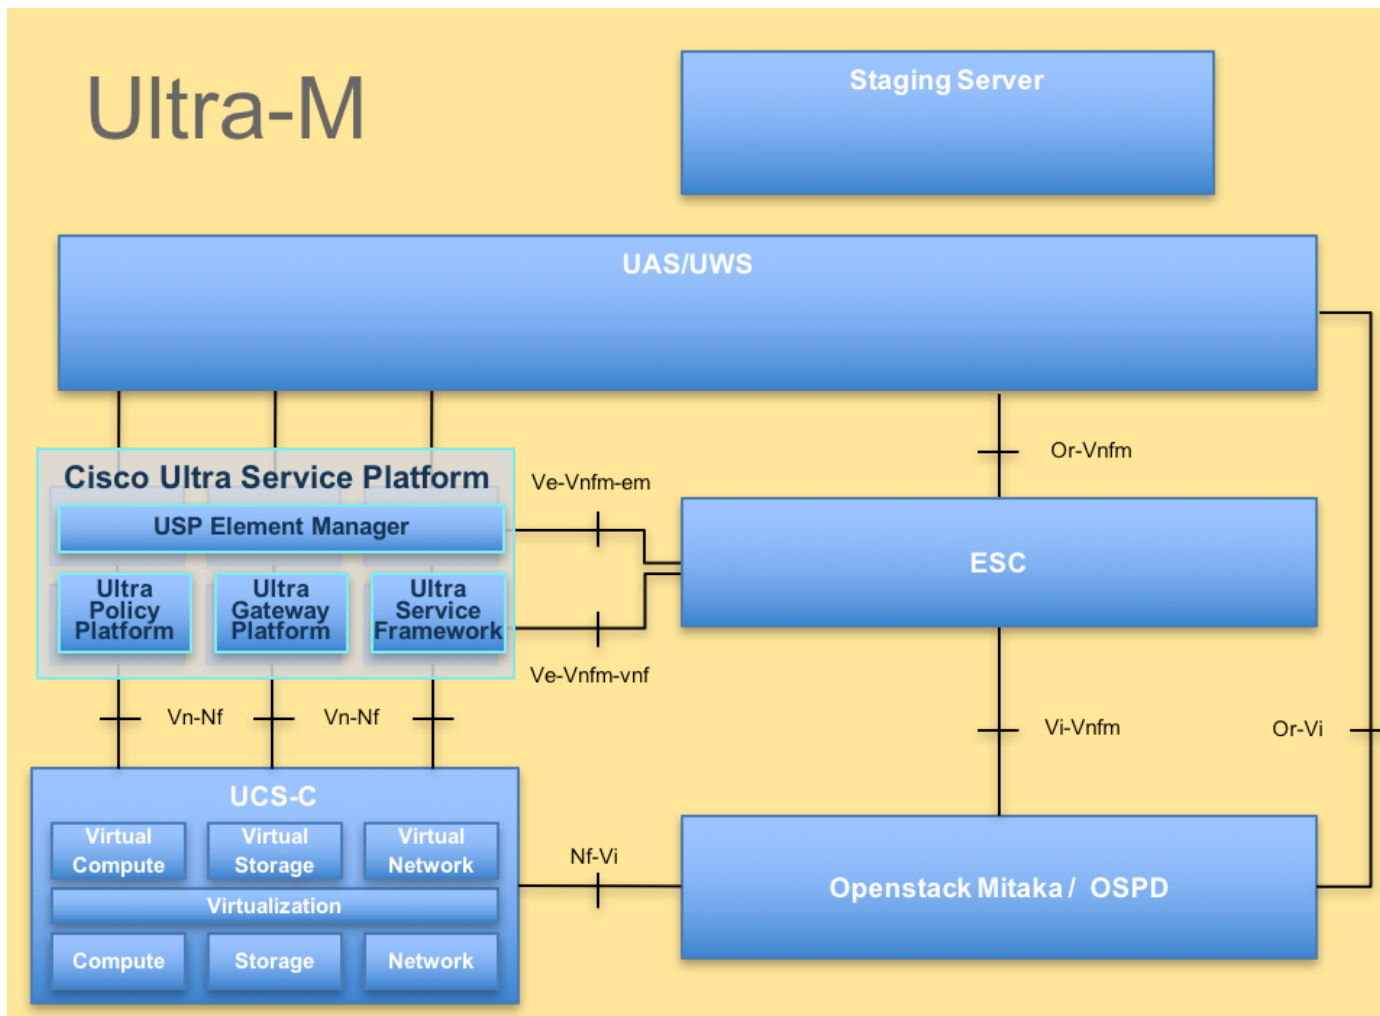 Ultra-M
Staging Server
UAS/UWS
Or-Vnfm
Cisco Ultra Service Platform
Ve-Vnfm-em
USP Element Manager
ESC
Ultra
Policy
Platform
Ultra
Gateway
Platform
Ultra
Service
Framework
Ve-Vnfm-vnf
Vn-Nf
Vn-Nf
Vi-Vnfm
Or-Vi
UCS-C
Virtual
Compute
Virtual
Storage
Virtual
Network
Nf-Vi
Openstack Mitaka / OSPD
Virtualization
Compute
Storage
Network